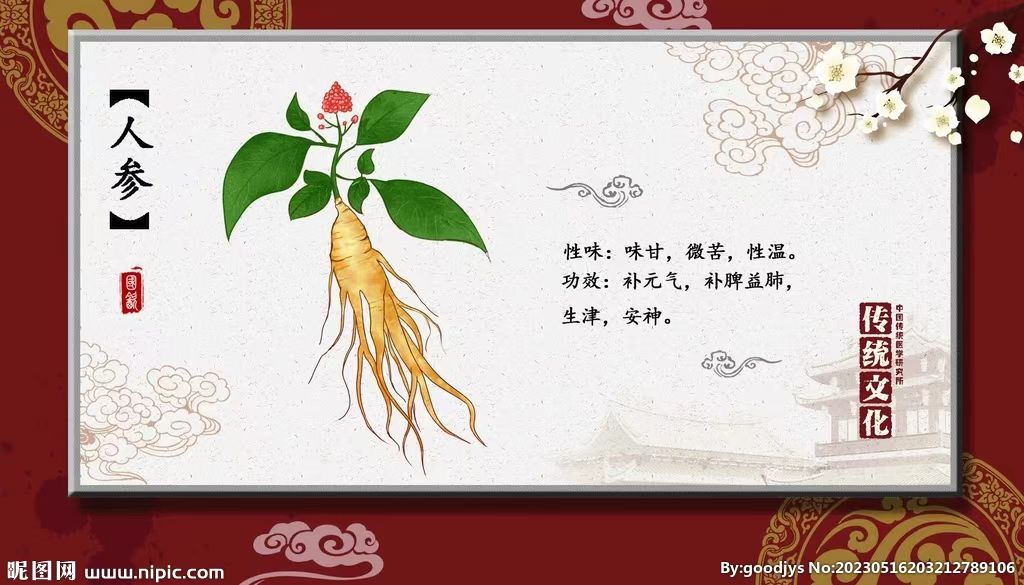 【人参】
性味：味甘，微苦，性温。
功效：补元气，补脾益肺，
生津，安神。
传统文化
中国传统医学研究所
昵图网 www.nipic.com
By:goodjys No:20230516203212789106